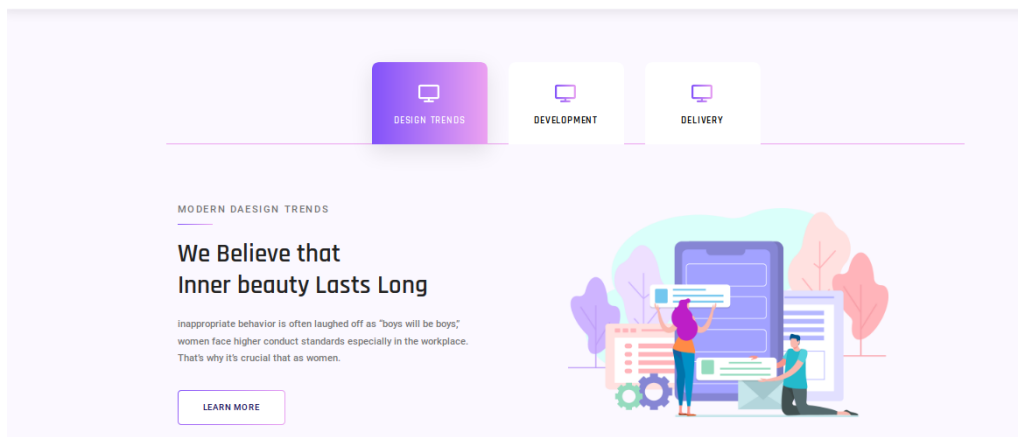 DESIGN TRENDS
DEVELOPMENT
DELIVERY
MODERN DAESIGN TRENDS
We Believe that
Inner beauty Lasts Long
inappropriate behavior is often laughed off as “boys will be boys,”
women face higher conduct standards especially in the workplace.
That’s why it’s crucial that as women.
LEARN MORE